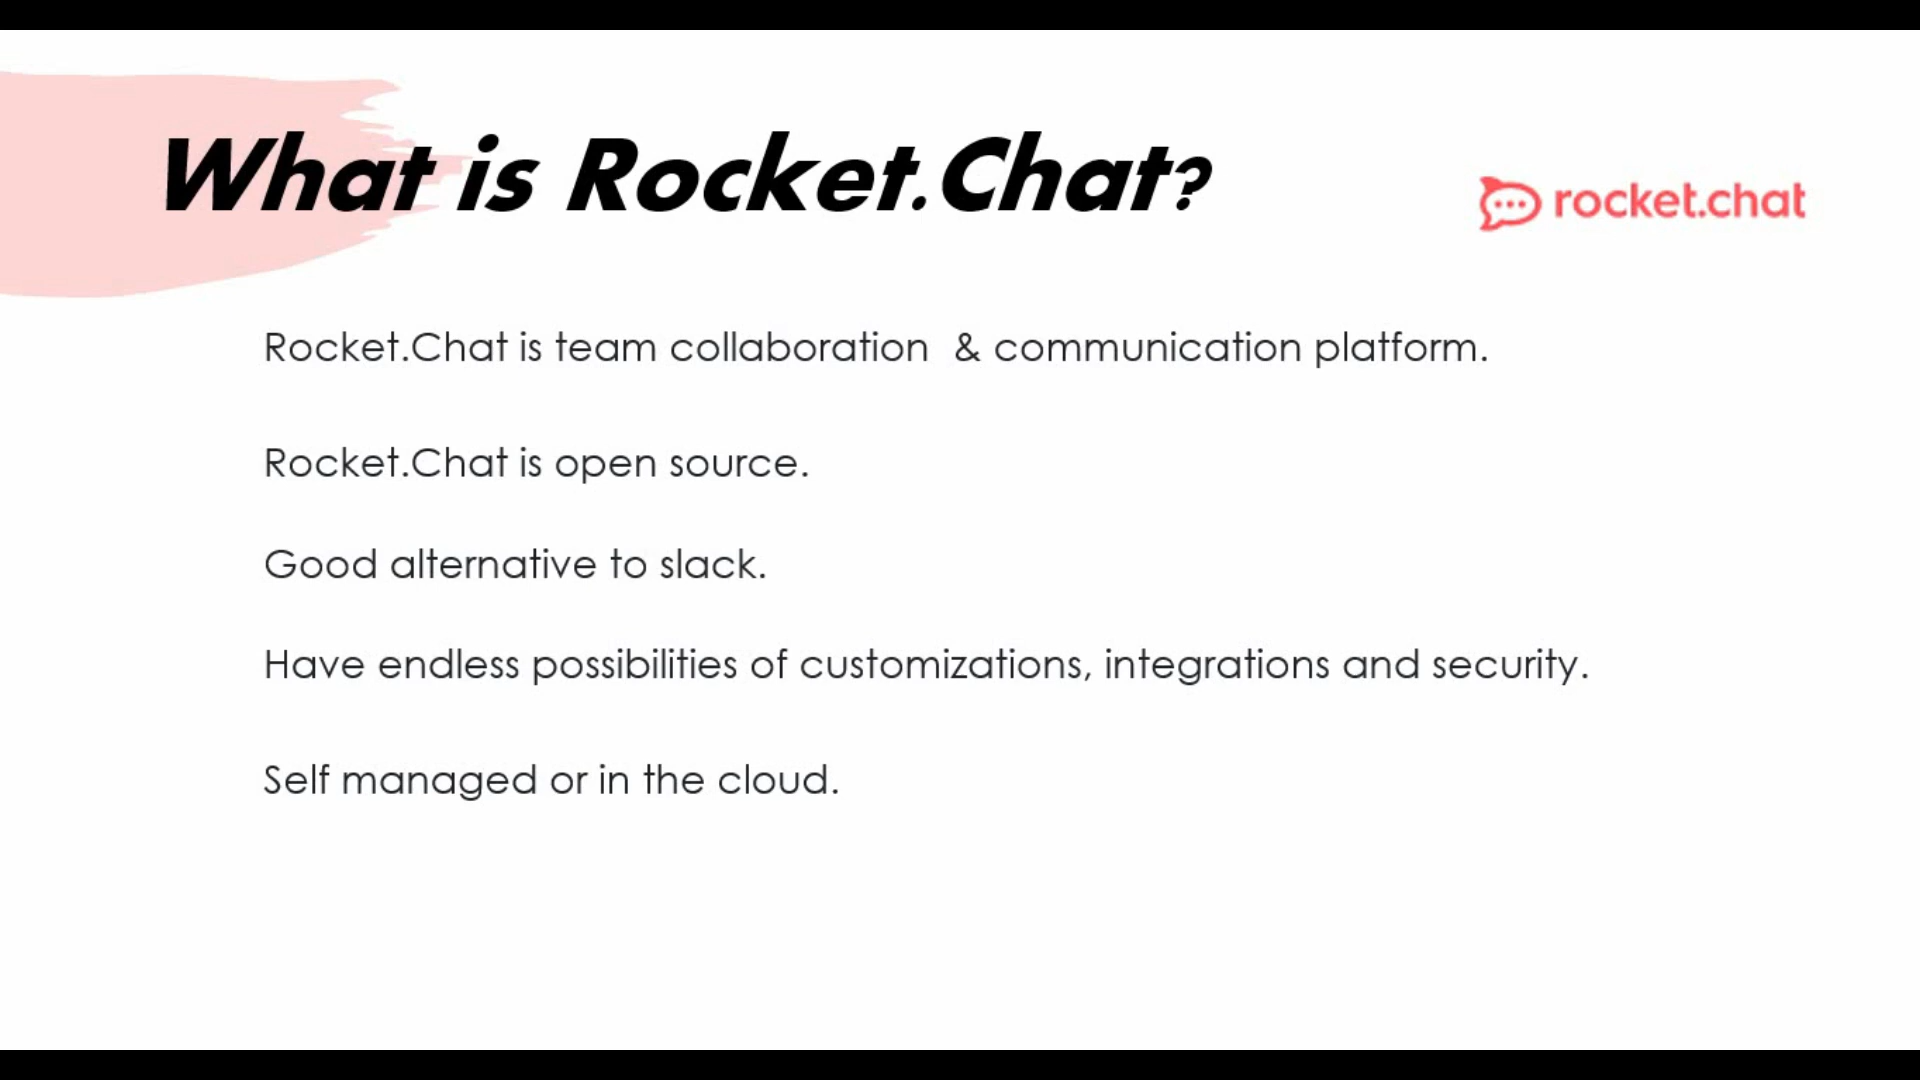 What is Rocket.Chat?
rocket.chat
Rocket.Chat is team collaboration  & communication platform.
Rocket.Chat is open source.
Good alternative to slack.
Have endless possibilities of customizations, integrations and security.
Self managed or in the cloud.